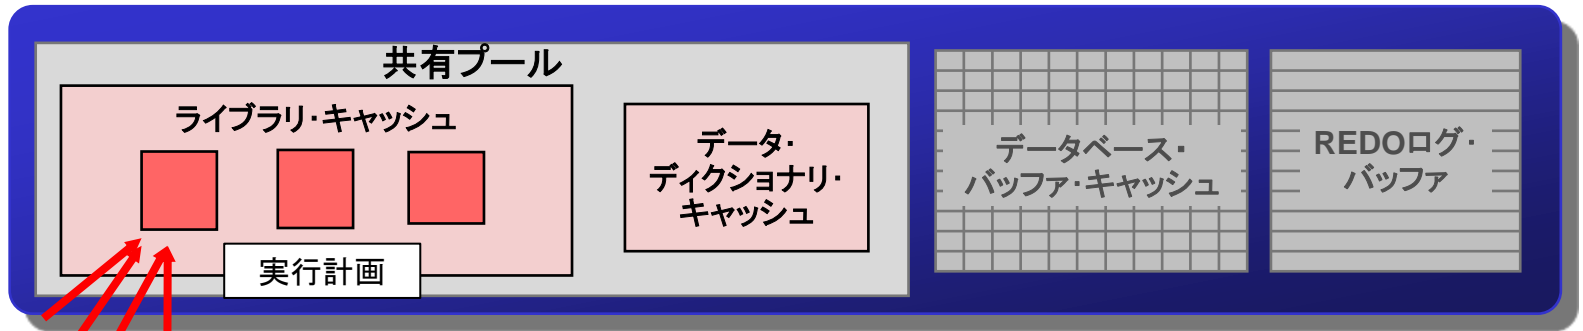 共有プール
ライブラリ・キャッシュ
実行計画
データ・
ディクショナリ・
キャッシュ
データベース・
バッファ・キャッシュ
REDOログ・
バッファ